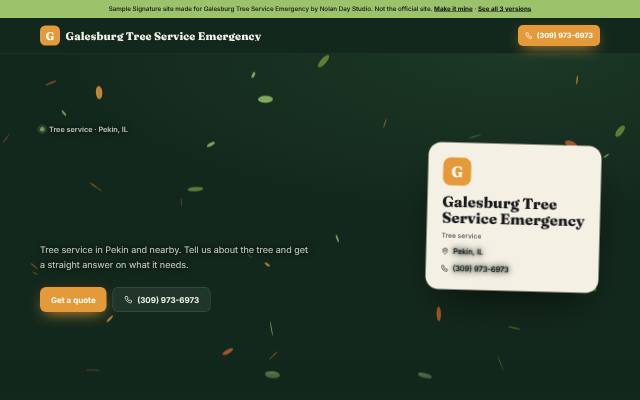 Sample Signature site made for Galesburg Tree Service Emergency by Nolan Day Studio. Not the official site. Make it mine · See all 3 versions
G Galesburg Tree Service Emergency
(309) 973-6973
Tree service · Pekin, IL
Tree service in Pekin and nearby. Tell us about the tree and get
a straight answer on what it needs.
Get a quote
(309) 973-6973
G
Galesburg Tree
Service Emergency
Tree service
Pekin, IL
(309) 973-6973